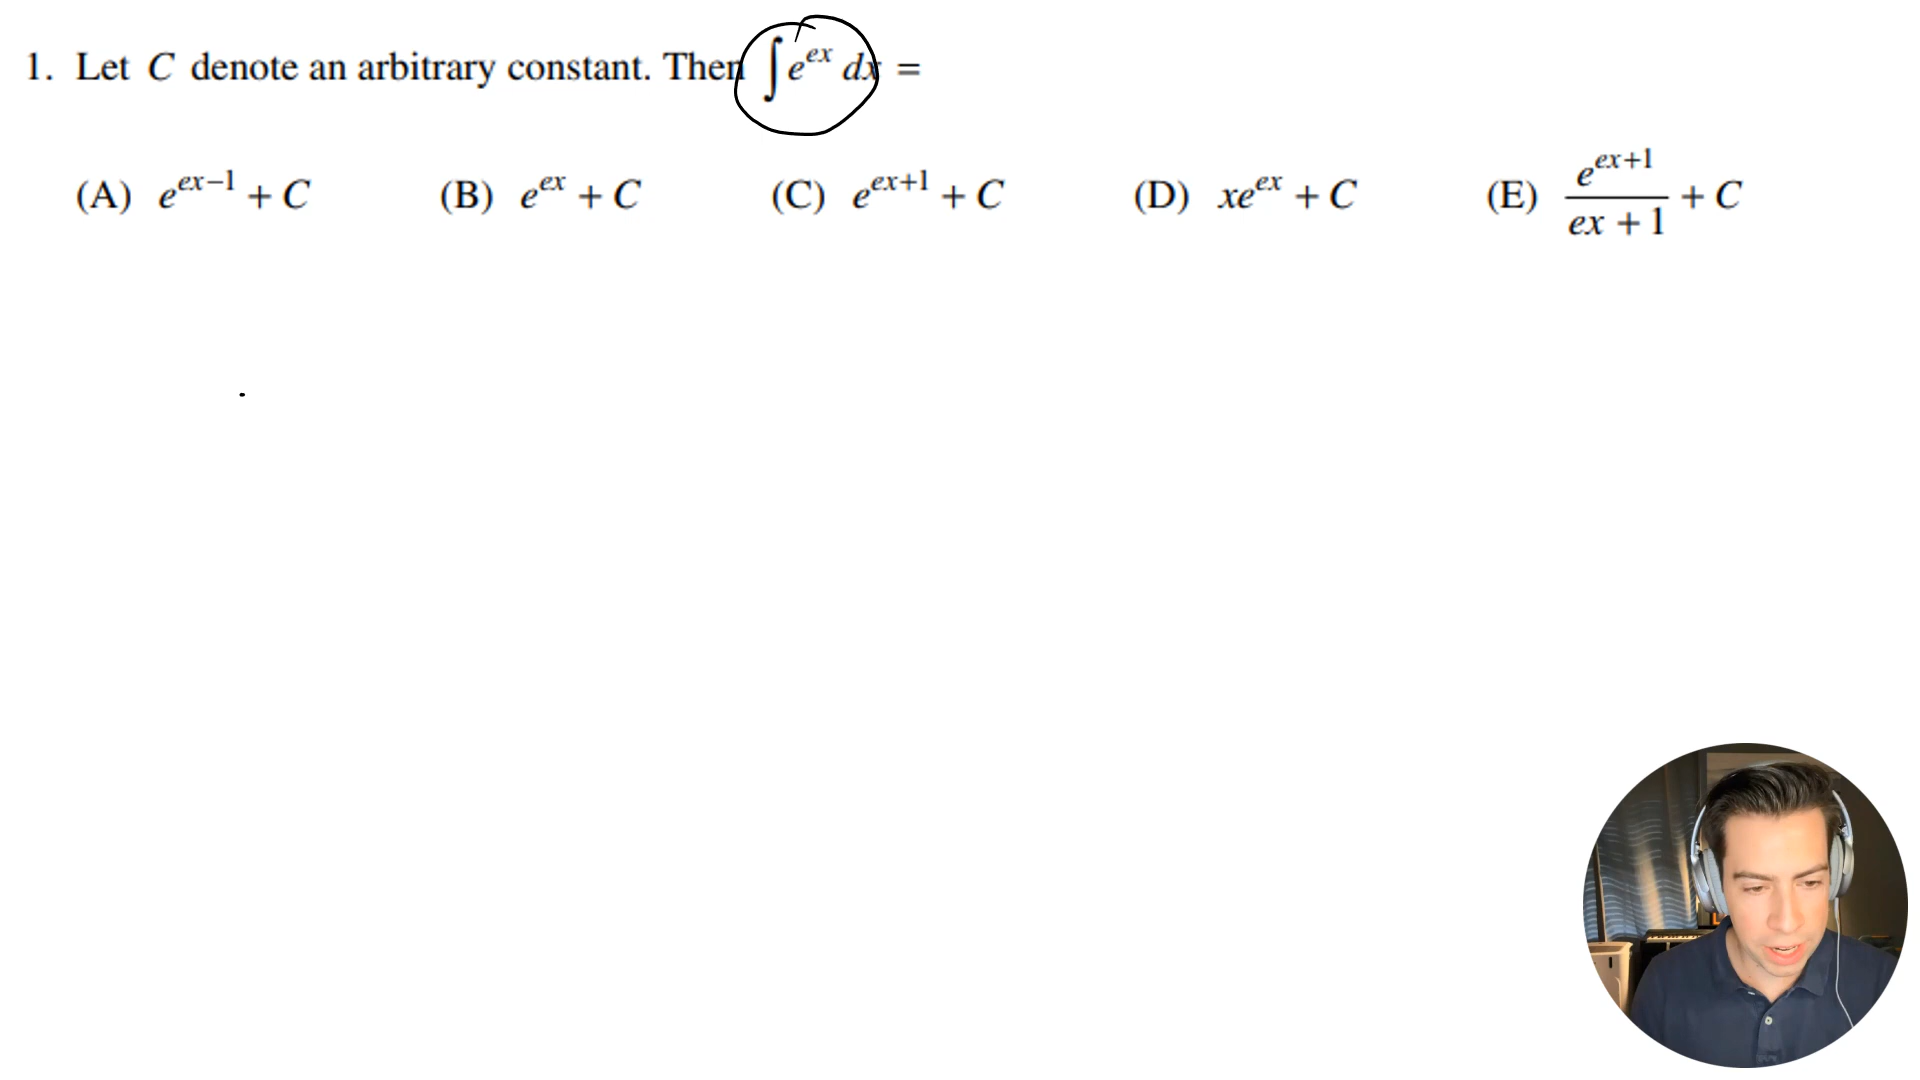 1. Let C denote an arbitrary constant. Then ∫ e^{ex} dx =
(A) e^{ex−1} + C (B) e^{ex} + C (C) e^{ex+1} + C (D) xe^{ex} + C (E) \frac{e^{ex+1}}{ex + 1} + C